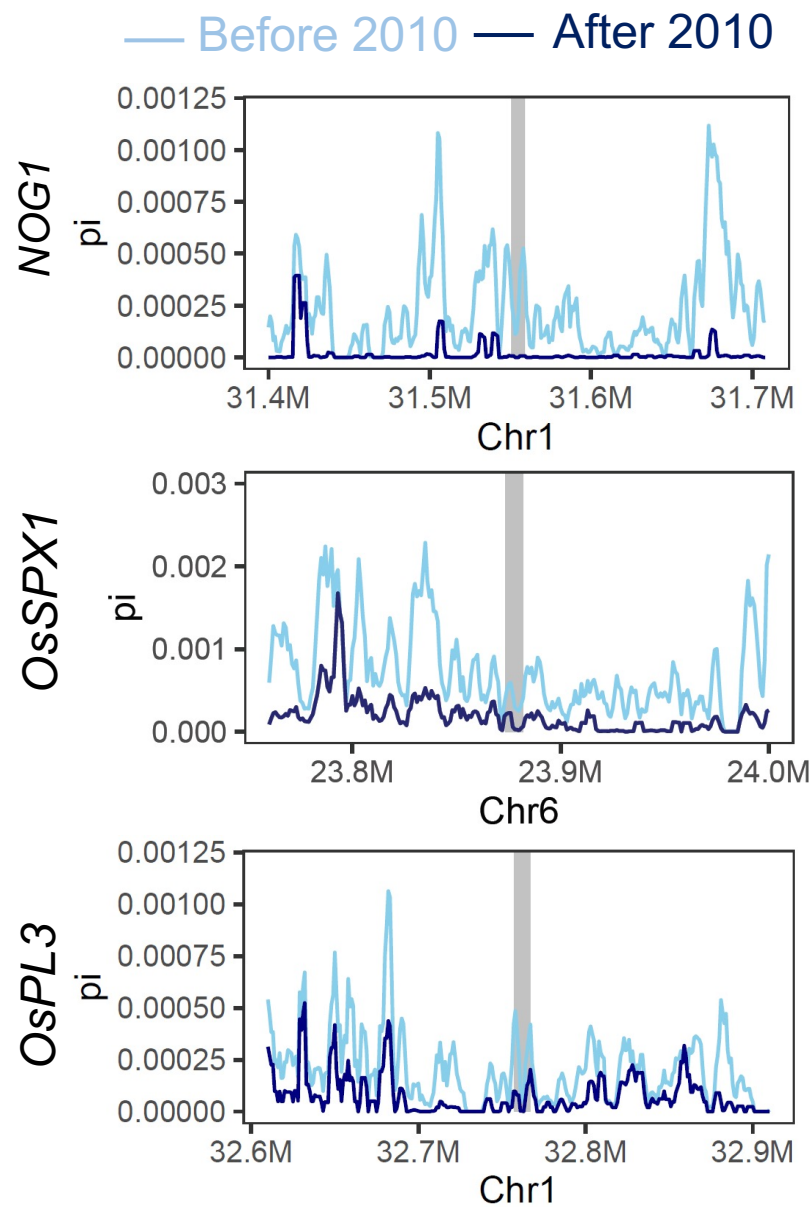 Before 2010 After 2010
NOG1
pi
0.00125
0.00100
0.00075
0.00050
0.00025
0.00000
31.4M 31.5M 31.6M 31.7M
Chr1
OsSPX1
pi
0.003
0.002
0.001
0.000
23.8M 23.9M 24.0M
Chr6
OsPL3
pi
0.00125
0.00100
0.00075
0.00050
0.00025
0.00000
32.6M 32.7M 32.8M 32.9M
Chr1